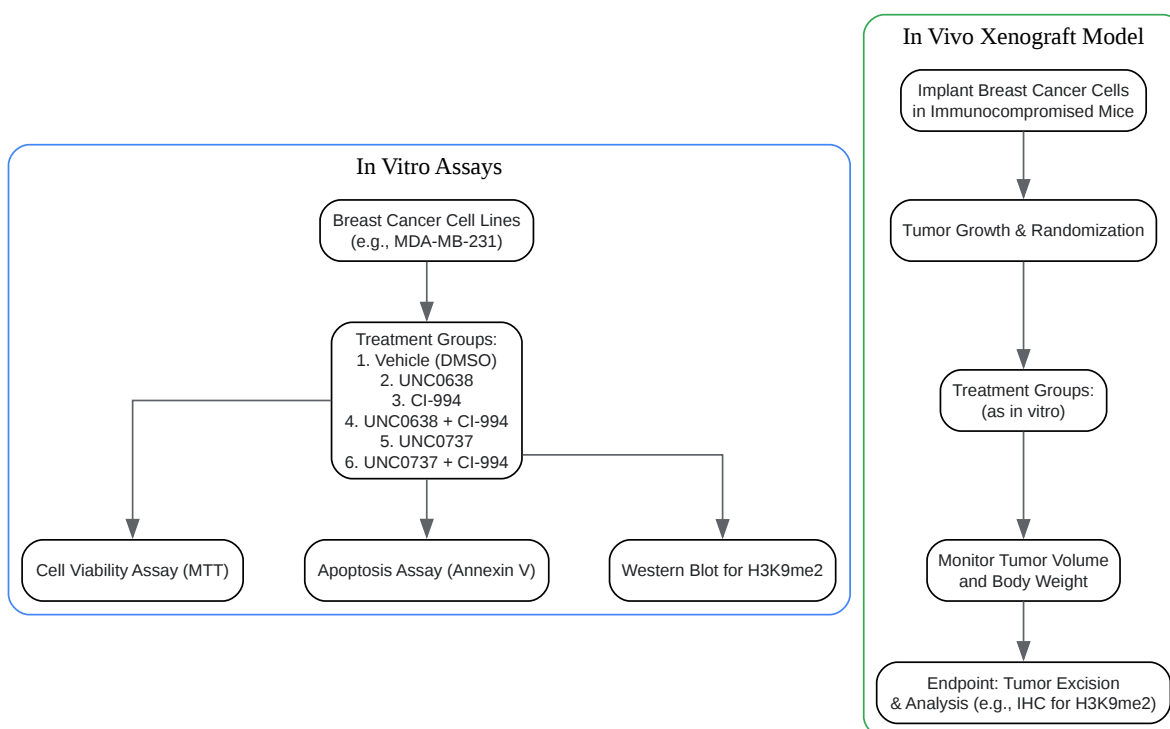 In Vitro Assays
Breast Cancer Cell Lines
(e.g., MDA-MB-231)
Treatment Groups:
1. Vehicle (DMSO)
2. UNC0638
3. CI-994
4. UNC0638 + CI-994
5. UNC0737
6. UNC0737 + CI-994
Cell Viability Assay (MTT)
Apoptosis Assay (Annexin V)
Western Blot for H3K9me2
In Vivo Xenograft Model
Implant Breast Cancer Cells
in Immunocompromised Mice
Tumor Growth & Randomization
Treatment Groups:
(as in vitro)
Monitor Tumor Volume
and Body Weight
Endpoint: Tumor Excision
& Analysis (e.g., IHC for H3K9me2)